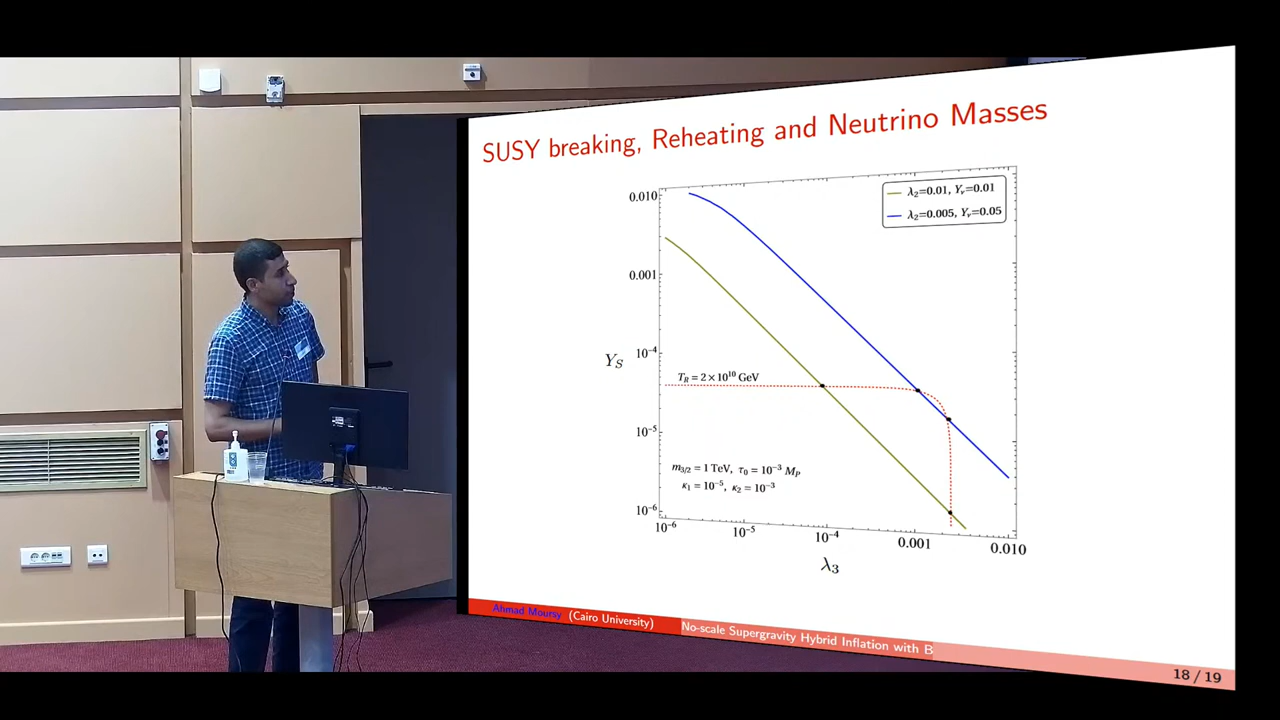 SUSY breaking, Reheating and Neutrino Masses
λ₂=0.01, Yᵥ=0.01
λ₂=0.005, Yᵥ=0.05
0.010
0.001
10⁻⁴
10⁻⁵
10⁻⁶
Y_S
T_R = 2×10¹⁰ GeV
m₃/₂ = 1 TeV, τ₀ = 10⁻³ M_P
κ₁ = 10⁻⁵, κ₂ = 10⁻³
10⁻⁶ 10⁻⁵ 10⁻⁴ 0.001 0.010
λ₃
Ahmad Moursy (Cairo University) No-scale Supergravity Hybrid Inflation with B
18 / 19